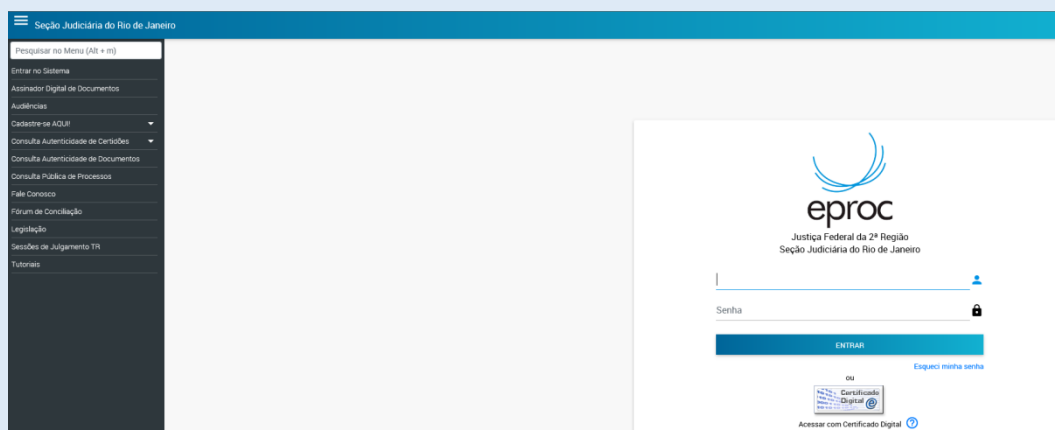 Seção Judiciária do Rio de Janeiro
Pesquisar no Menu (Alt + m)
Entrar no Sistema
Assinador Digital de Documentos
Audiências
Cadastre-se AQUI!
Consulta Autenticidade de Certidões
Consulta Autenticidade de Documentos
Consulta Pública de Processos
Fale Conosco
Fórum de Conciliação
Legislação
Sessões de Julgamento TR
Tutoriais
eproc
Justiça Federal da 2ª Região
Seção Judiciária do Rio de Janeiro
Senha
ENTRAR
Esqueci minha senha
ou
Certificado
Digital
Acessar com Certificado Digital